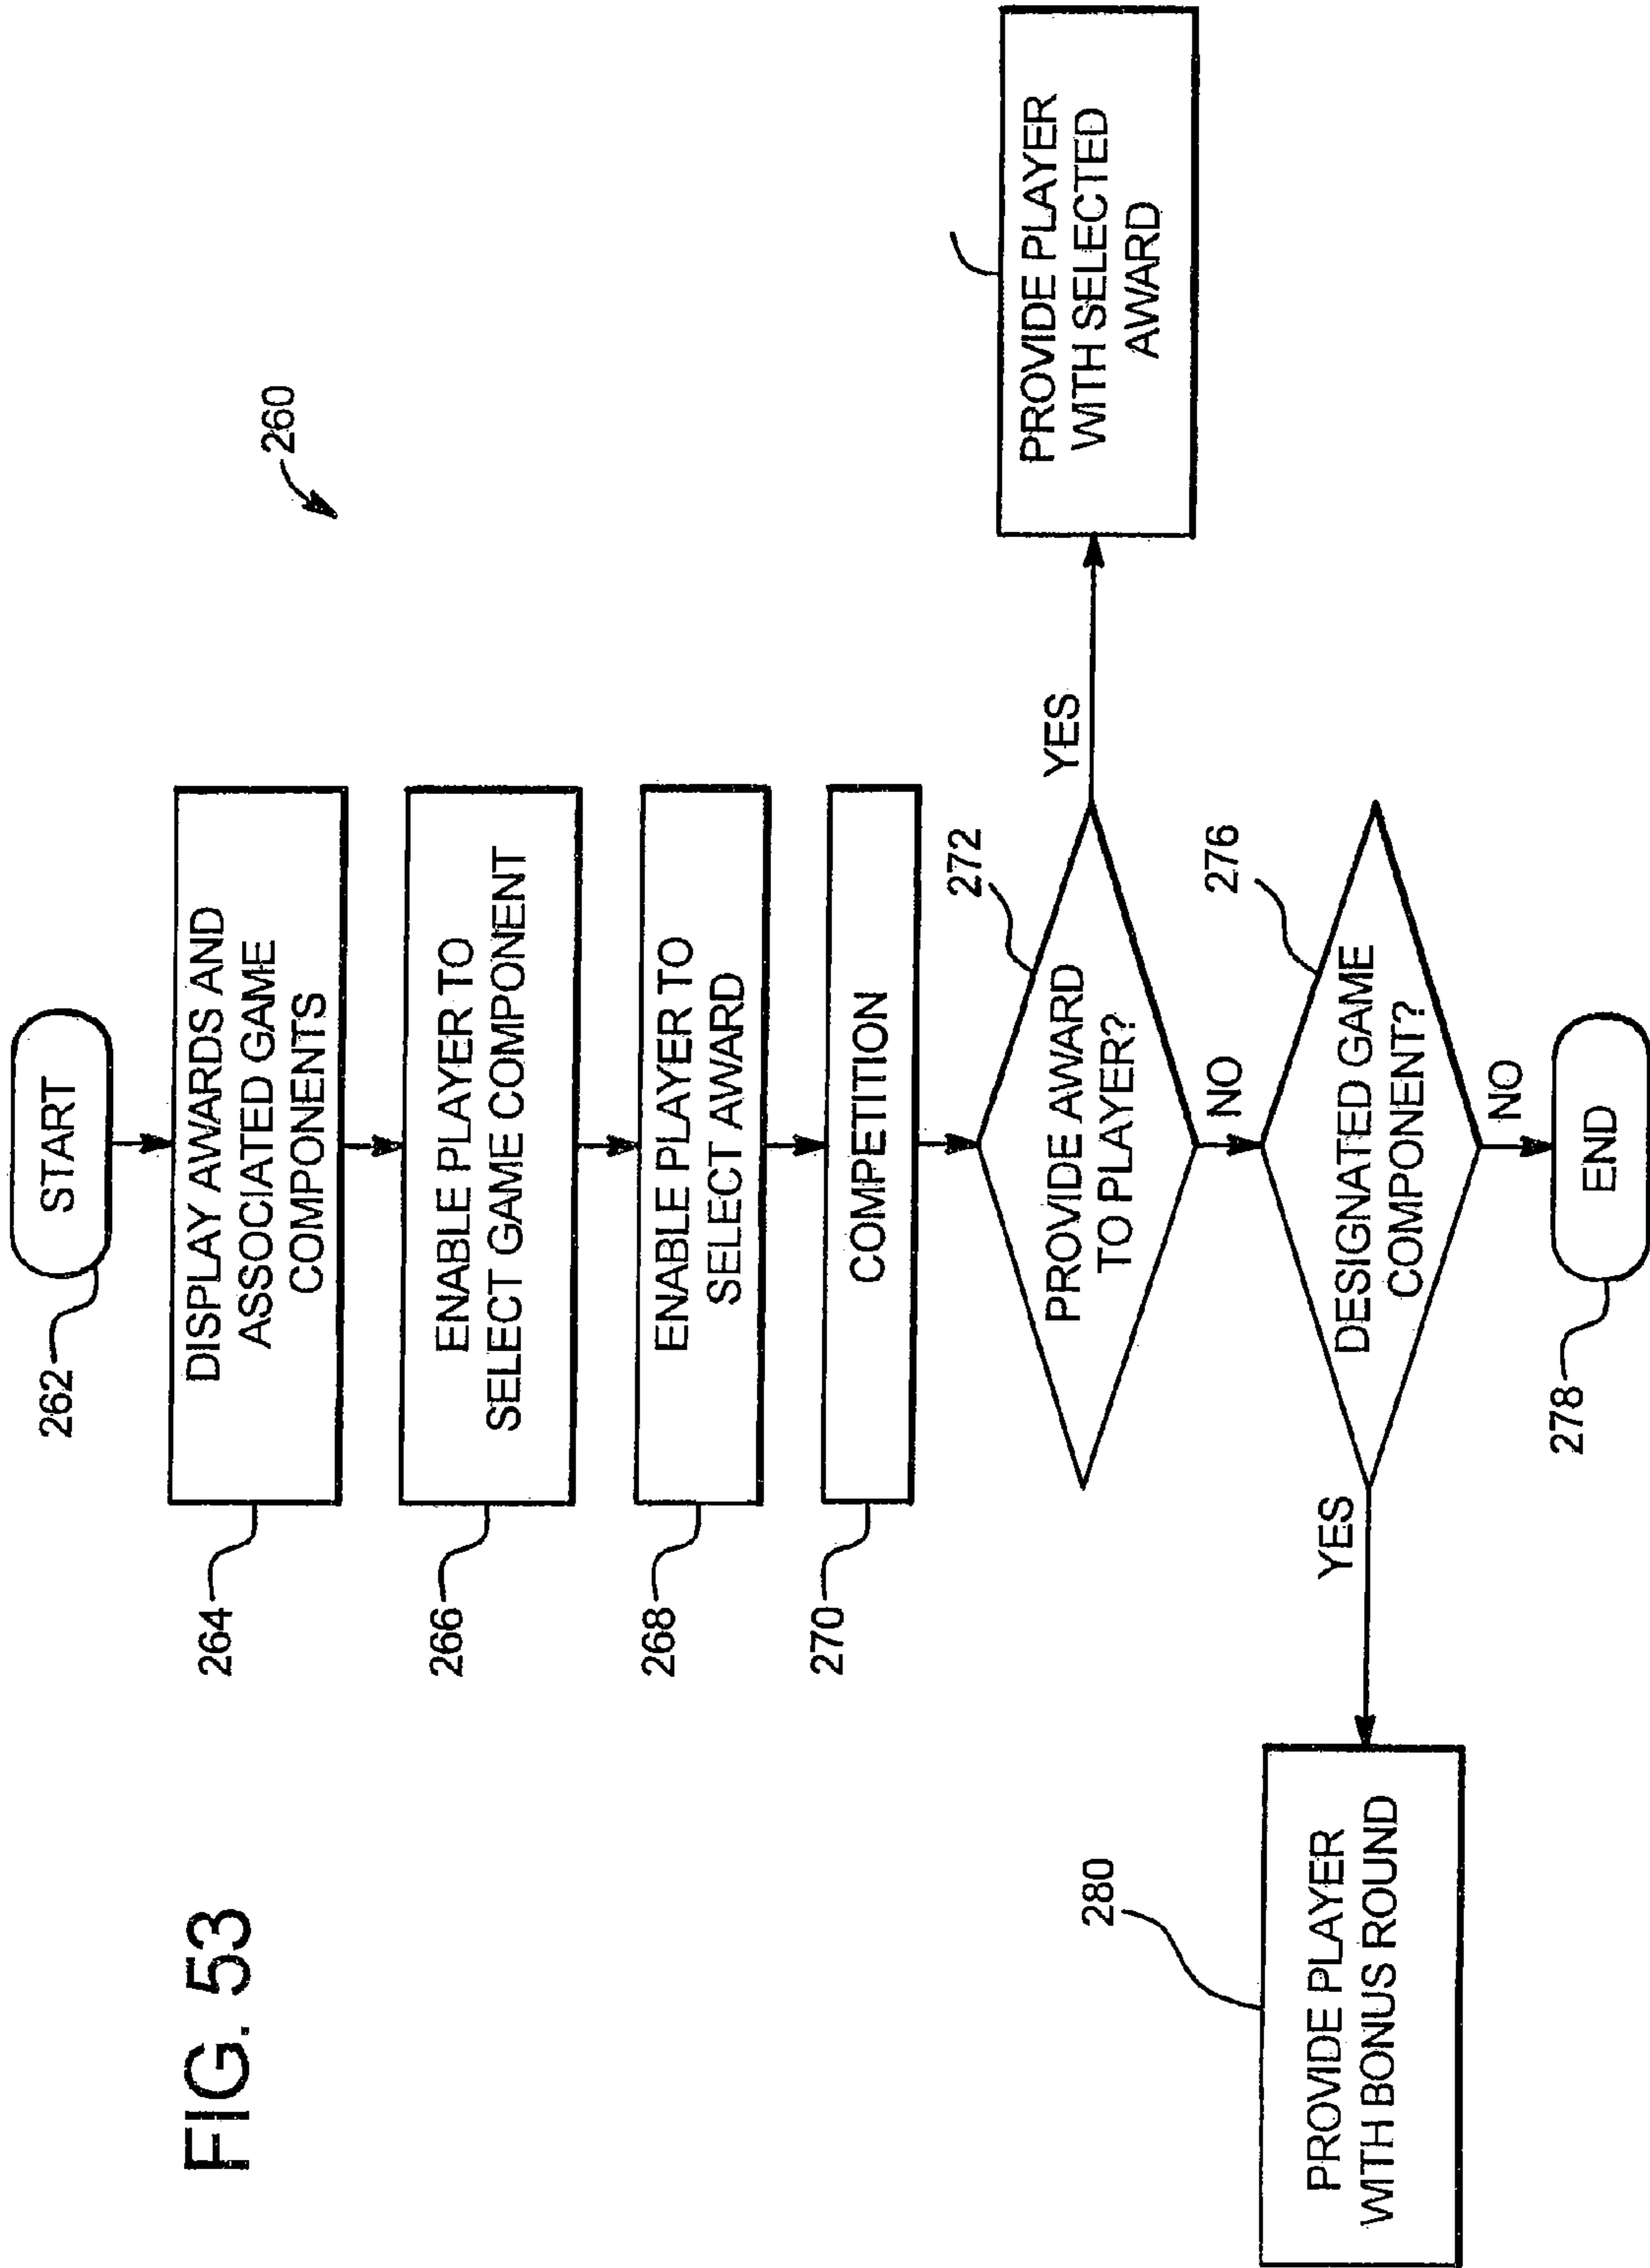 FIG. 53
260
START
262
DISPLAY AWARDS AND
ASSOCIATED GAME
COMPONENTS
264
ENABLE PLAYER TO
SELECT GAME COMPONENT
266
ENABLE PLAYER TO
SELECT AWARD
268
COMPETITION
270
PROVIDE AWARD
TO PLAYER?
272
YES
PROVIDE PLAYER
WITH SELECTED
AWARD
NO
DESIGNATED GAME
COMPONENT?
276
YES
PROVIDE PLAYER
WITH BONUS ROUND
280
NO
END
278